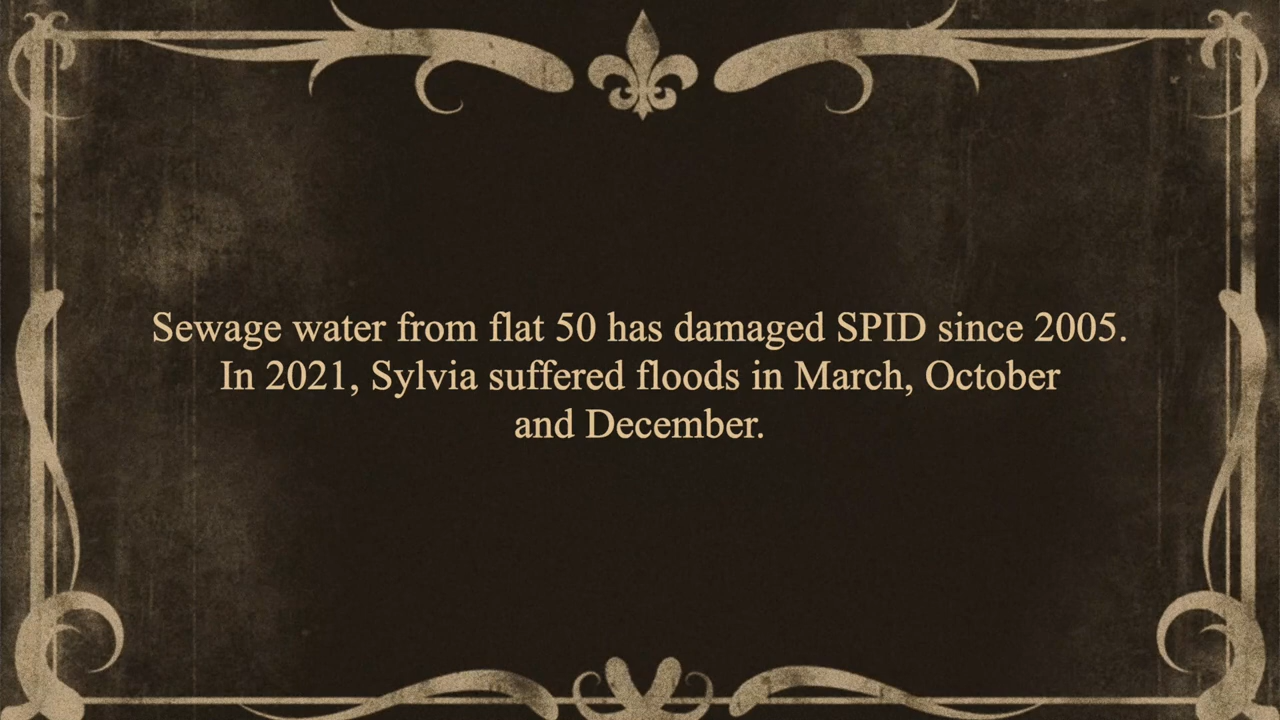 Sewage water from flat 50 has damaged SPID since 2005.
In 2021, Sylvia suffered floods in March, October
and December.